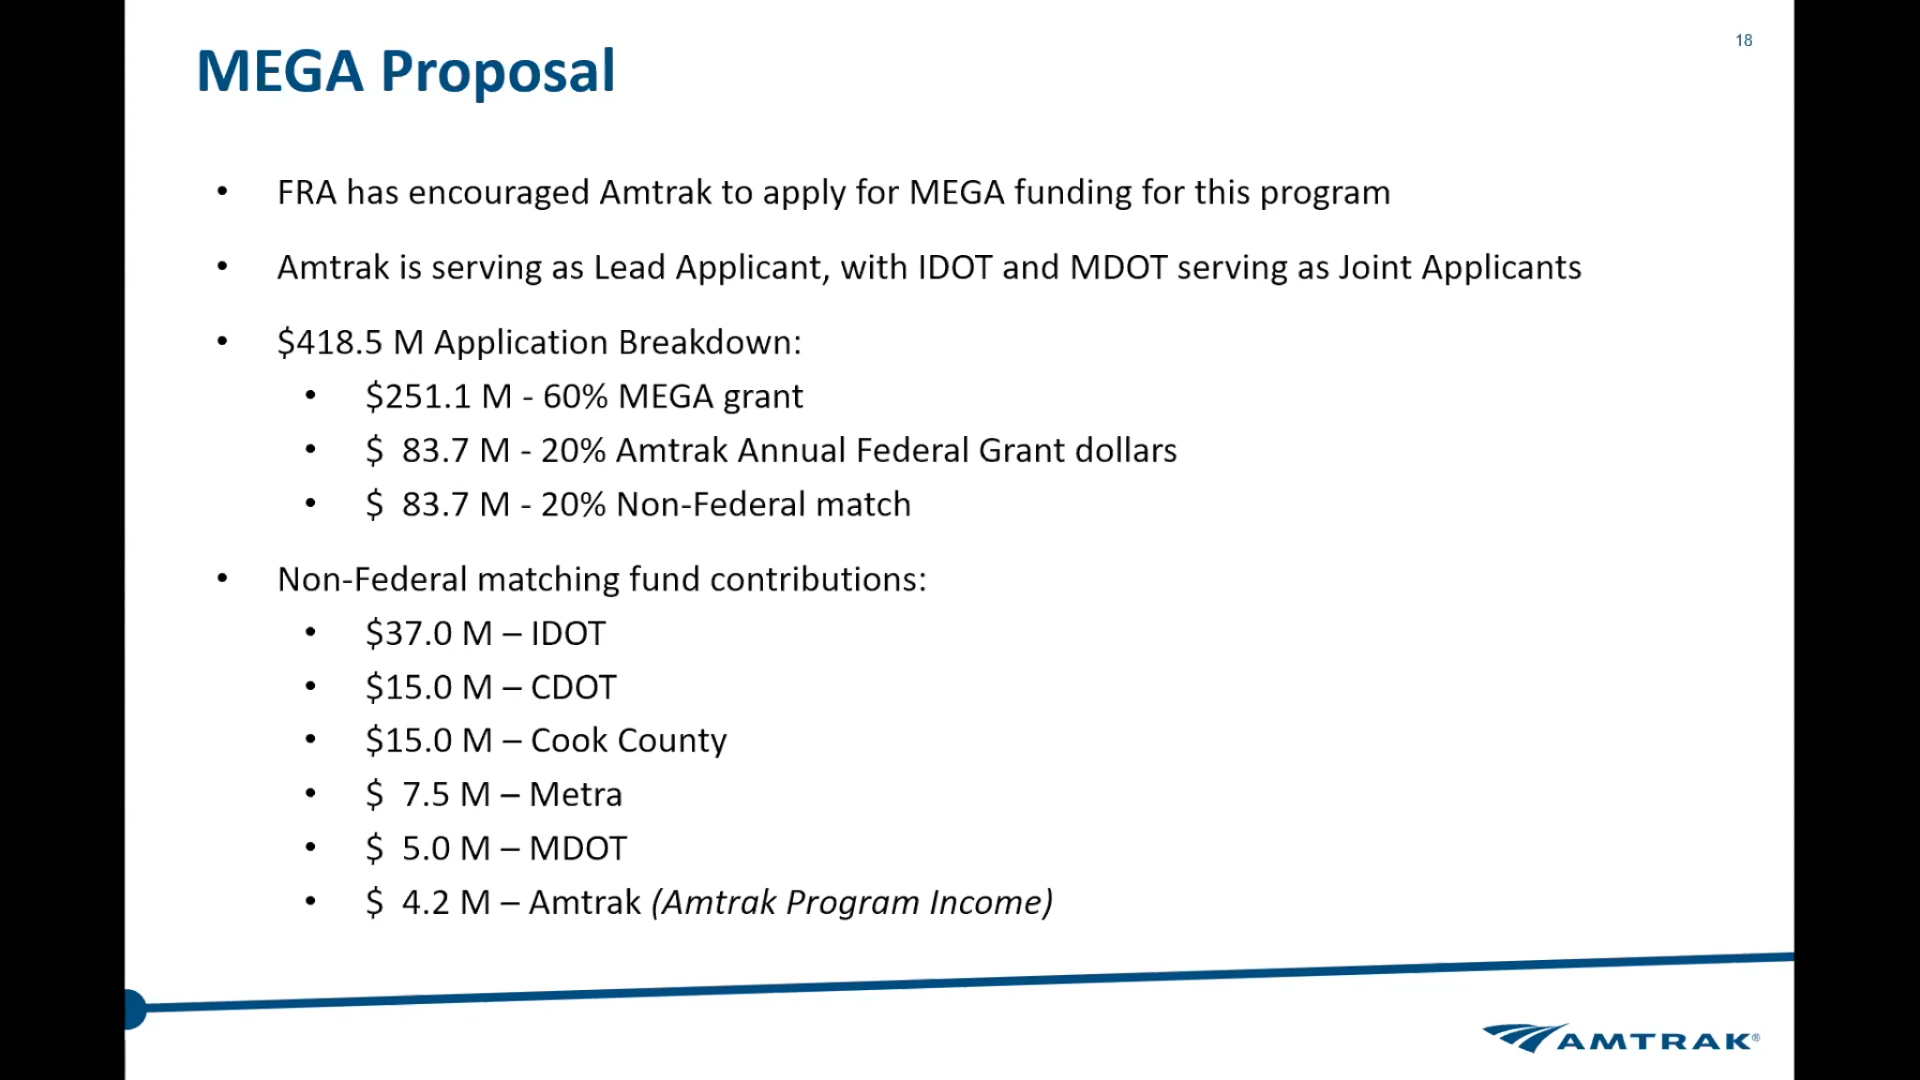 18
MEGA Proposal
• FRA has encouraged Amtrak to apply for MEGA funding for this program
• Amtrak is serving as Lead Applicant, with IDOT and MDOT serving as Joint Applicants
• $418.5 M Application Breakdown:
• $251.1 M - 60% MEGA grant
• $ 83.7 M - 20% Amtrak Annual Federal Grant dollars
• $ 83.7 M - 20% Non-Federal match
• Non-Federal matching fund contributions:
• $37.0 M – IDOT
• $15.0 M – CDOT
• $15.0 M – Cook County
• $ 7.5 M – Metra
• $ 5.0 M – MDOT
• $ 4.2 M – Amtrak (Amtrak Program Income)
AMTRAK®